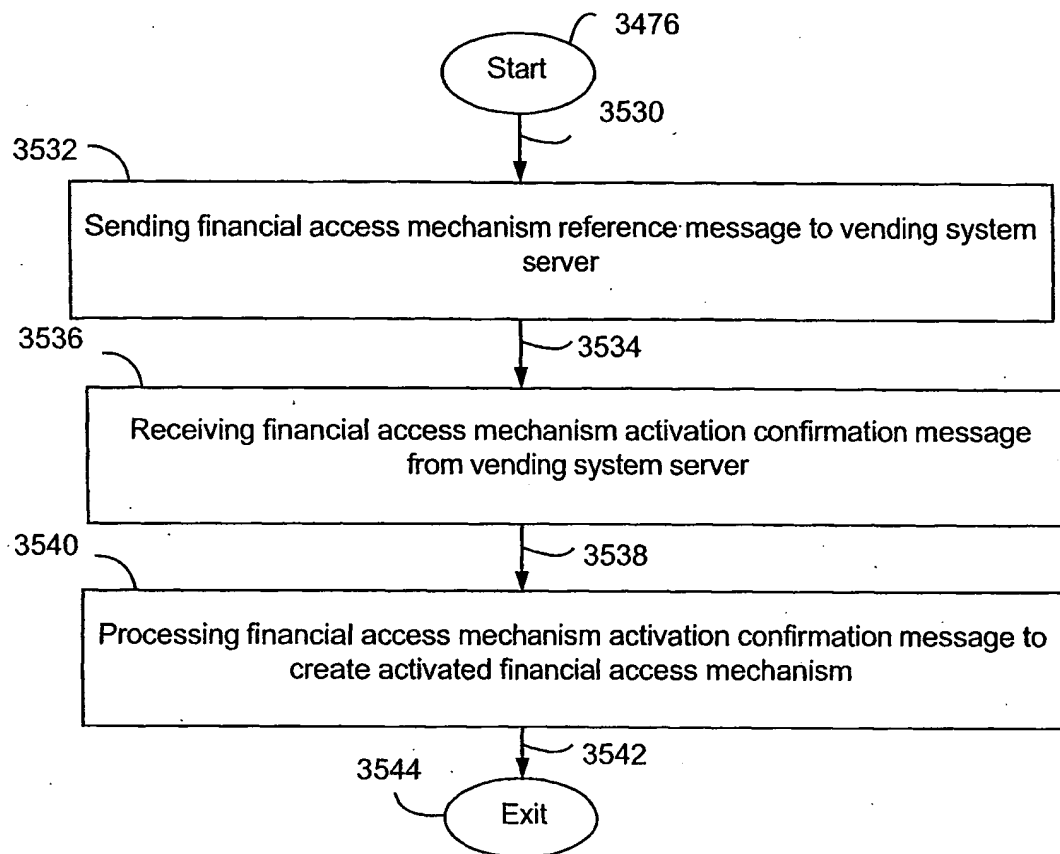 3476
Start
3530
3532
Sending financial access mechanism reference message to vending system
server
3534
3536
Receiving financial access mechanism activation confirmation message
from vending system server
3538
3540
Processing financial access mechanism activation confirmation message to
create activated financial access mechanism
3542
3544
Exit